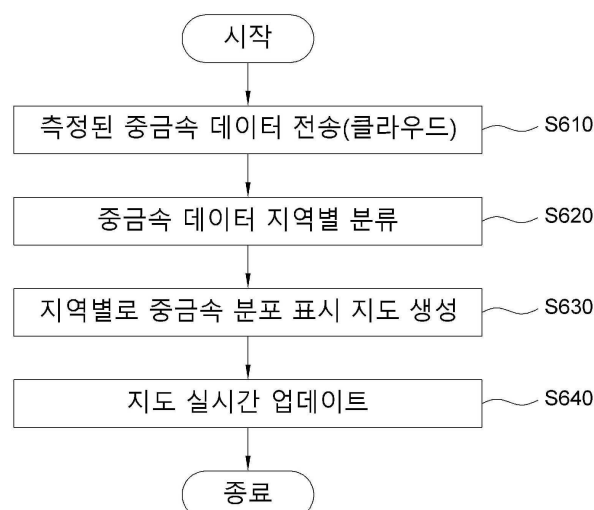 시작
측정된 중금속 데이터 전송(클라우드) S610
중금속 데이터 지역별 분류 S620
지역별로 중금속 분포 표시 지도 생성 S630
지도 실시간 업데이트 S640
종료